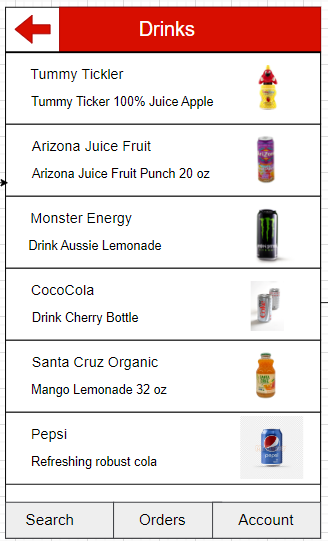 Drinks
Tummy Tickler
Tummy Ticker 100% Juice Apple
Arizona Juice Fruit
Arizona Juice Fruit Punch 20 oz
Monster Energy
Drink Aussie Lemonade
CocoCola
Drink Cherry Bottle
Santa Cruz Organic
Mango Lemonade 32 oz
Pepsi
Refreshing robust cola
pepsi
Search
Orders
Account